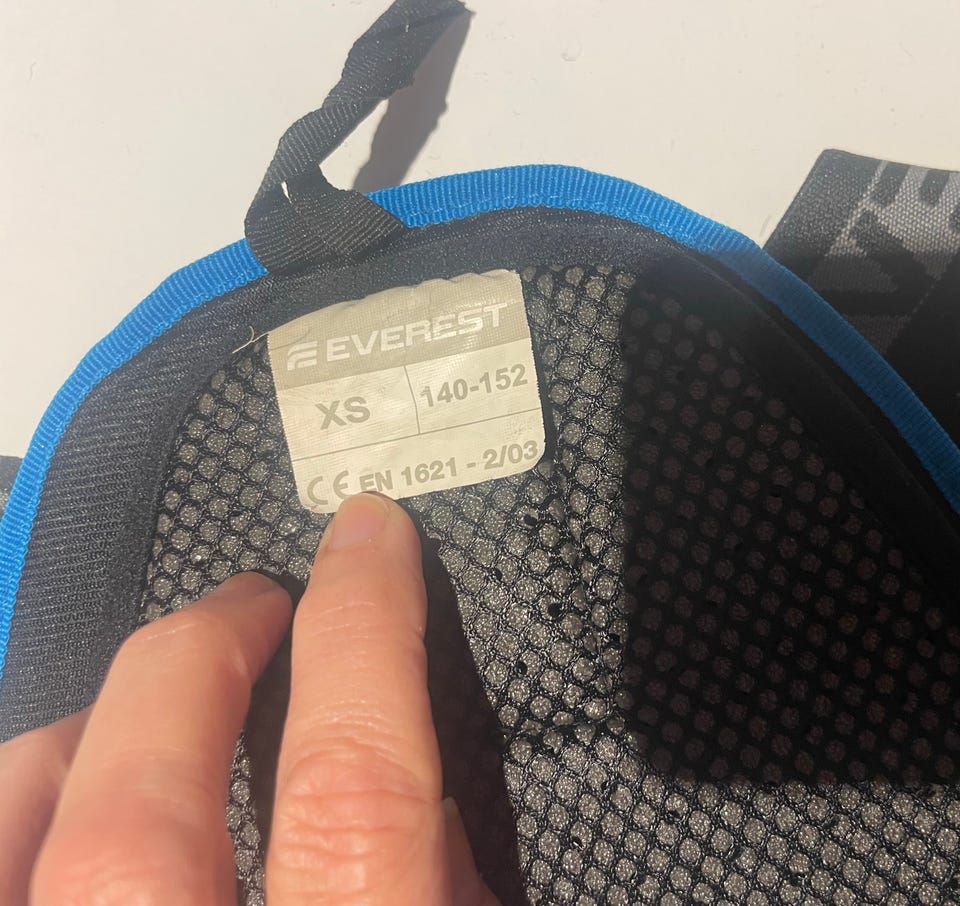 EVEREST
XS 140-152
CE EN 1621 - 2/03